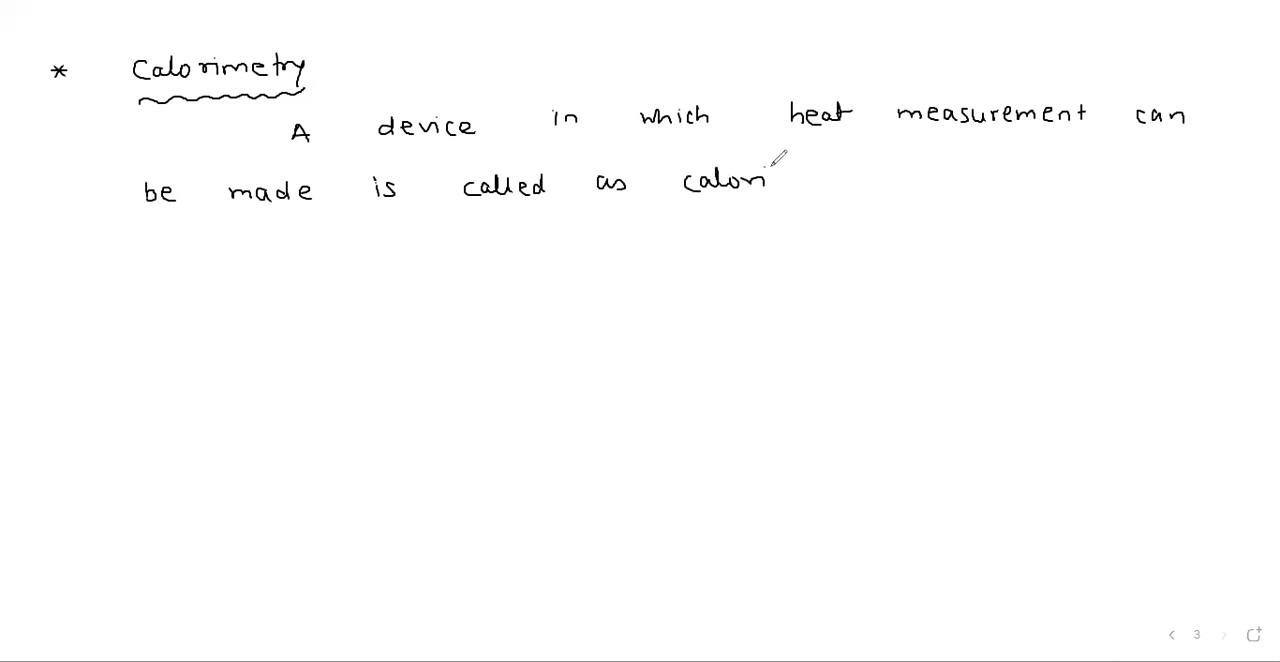 * Calorimetry
A device in which heat measurement can
be made is called as calori
3